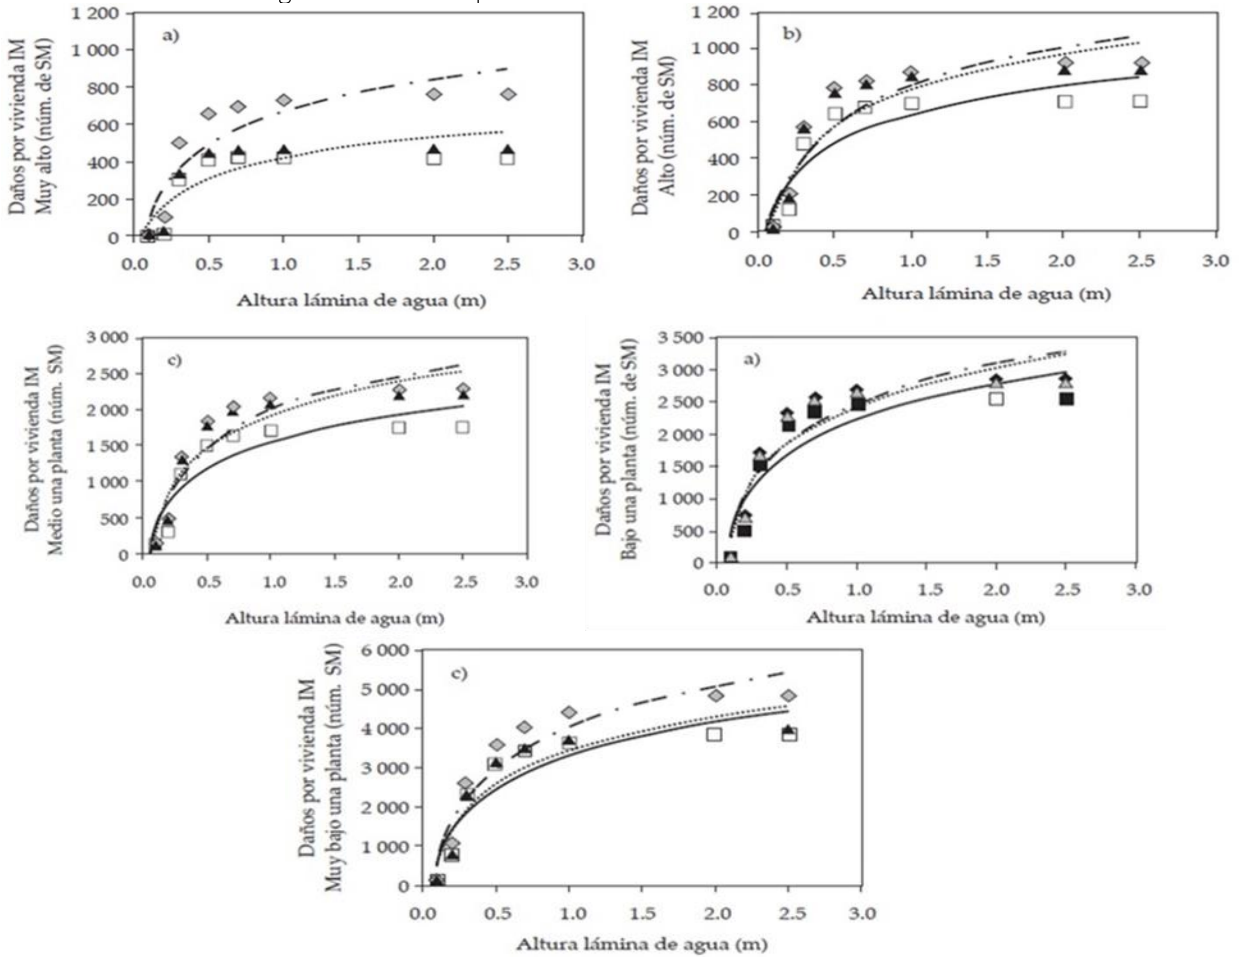 a)
Daños por vivienda IM
Muy alto (núm. de SM)
1 200
1 000
800
600
400
200
0
0.0 0.5 1.0 1.5 2.0 2.5 3.0
Altura lámina de agua (m)
b)
Daños por vivienda IM
Alto (núm. de SM)
1 200
1 000
800
600
400
200
0
0.0 0.5 1.0 1.5 2.0 2.5 3.0
Altura lámina de agua (m)
c)
Daños por vivienda IM
Medio una planta (núm. SM)
3 000
2 500
2 000
1 500
1 000
500
0
0.0 0.5 1.0 1.5 2.0 2.5 3.0
Altura lámina de agua (m)
a)
Daños por vivienda IM
Bajo una planta (núm. de SM)
3 500
3 000
2 500
2 000
1 500
1 000
500
0
0.0 0.5 1.0 1.5 2.0 2.5 3.0
Altura lámina de agua (m)
c)
Daños por vivienda IM
Muy bajo una planta (núm. SM)
6 000
5 000
4 000
3 000
2 000
1 000
0
0.0 0.5 1.0 1.5 2.0 2.5 3.0
Altura lámina de agua (m)